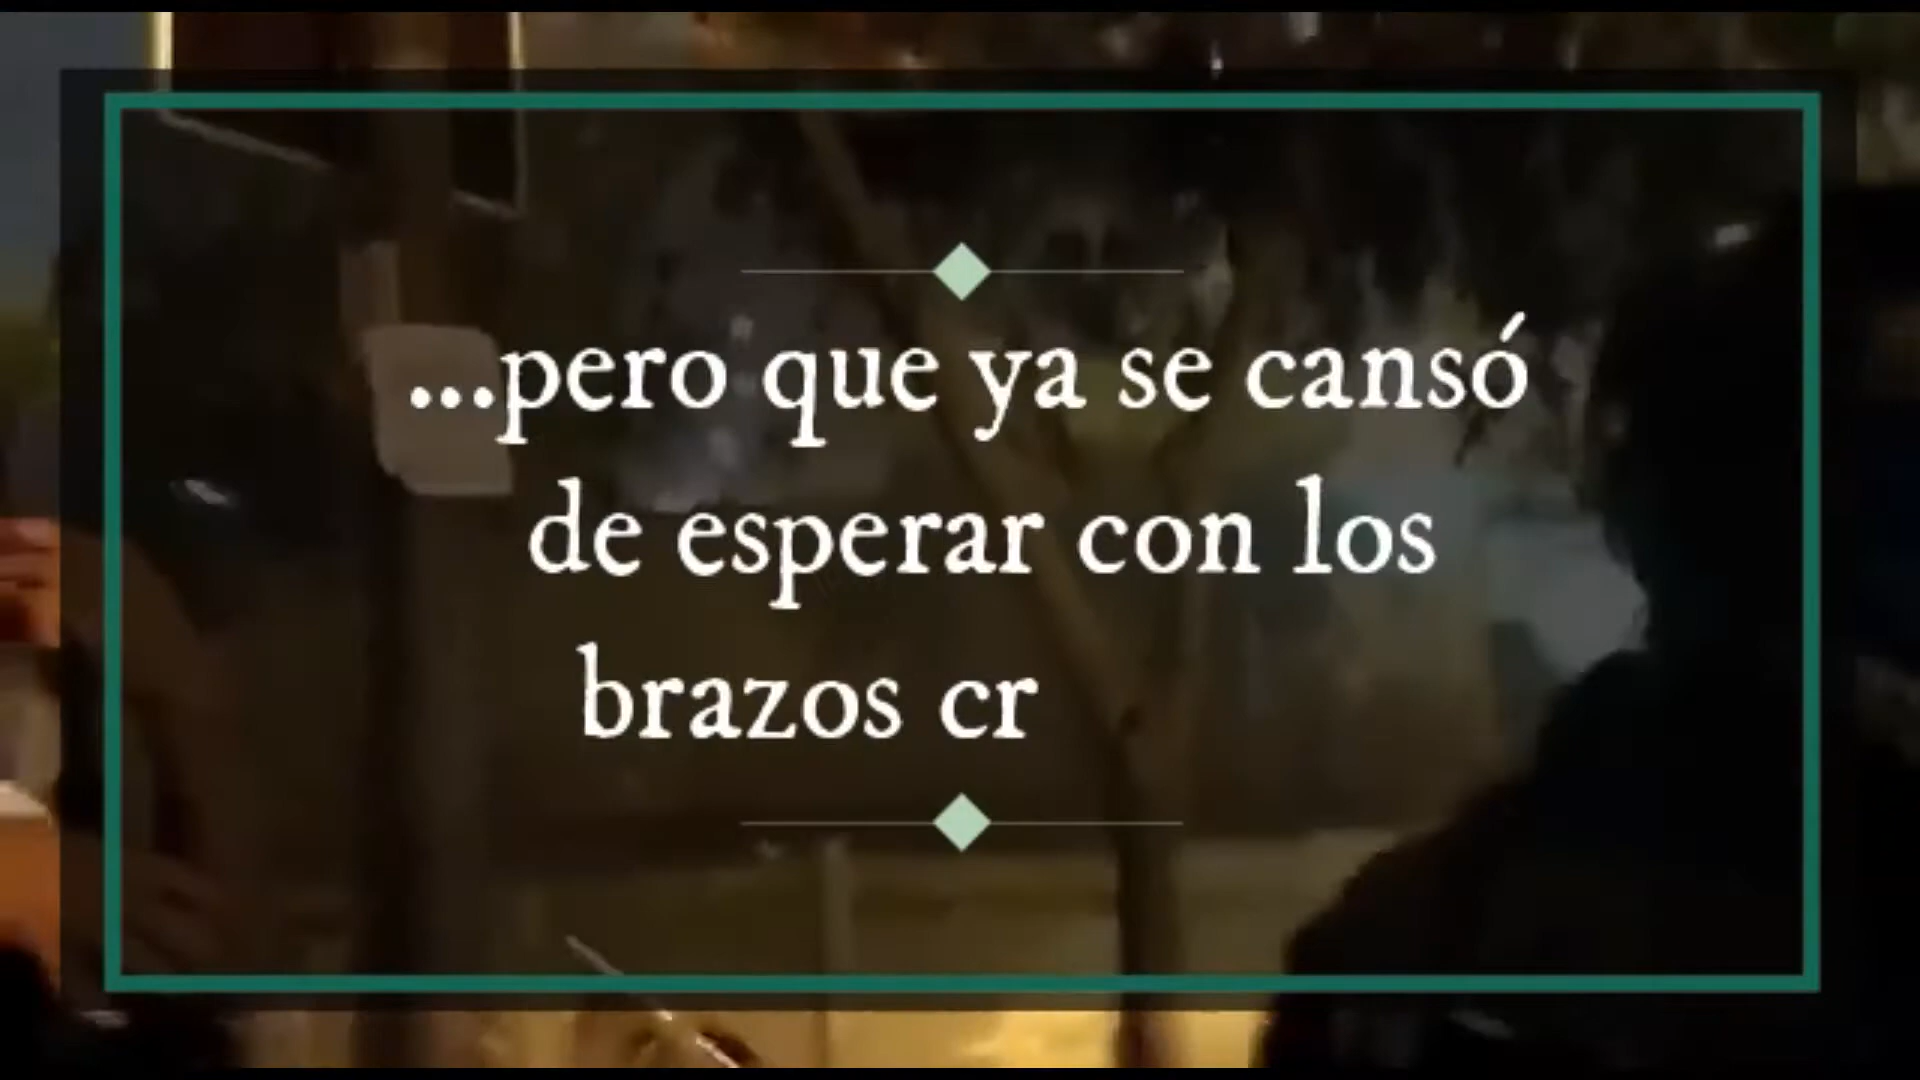 ...pero que ya se cansó
de esperar con los
brazos cr